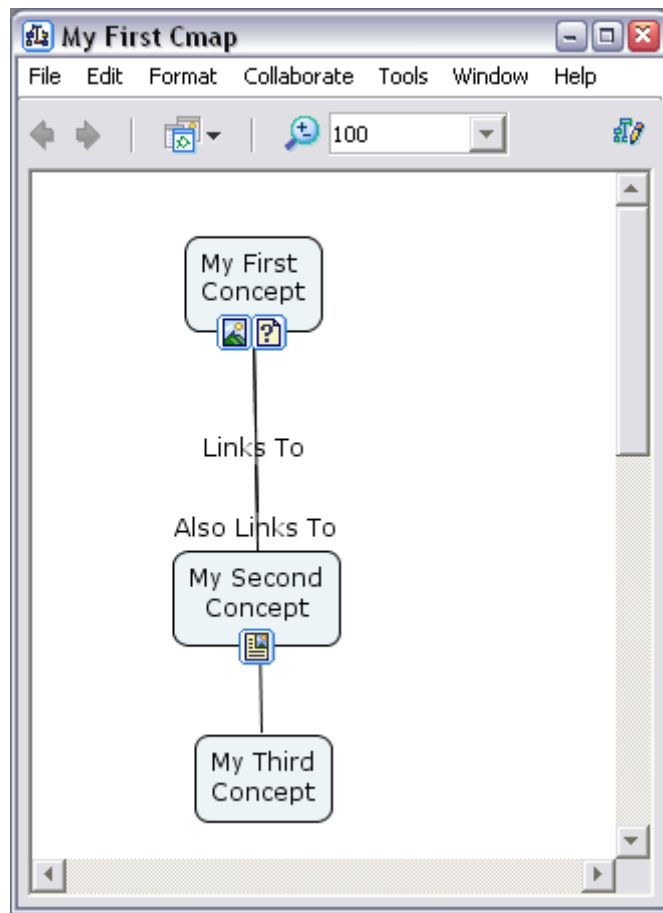 My First Cmap
File Edit Format Collaborate Tools Window Help
100
My First
Concept
Links To
Also Links To
My Second
Concept
My Third
Concept